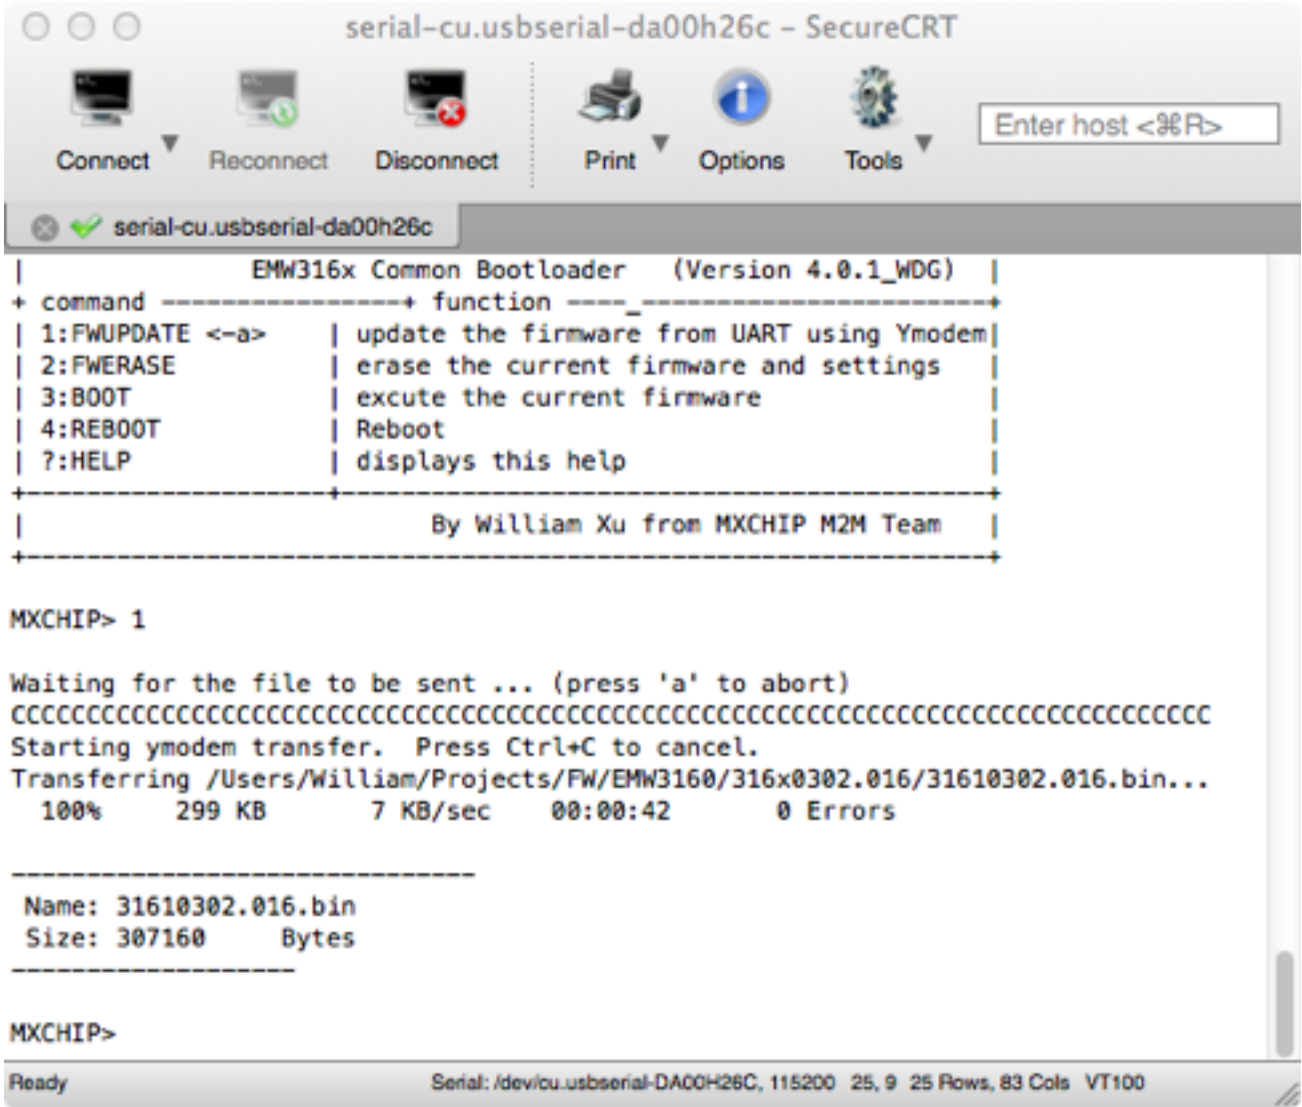 serial-cu.usbserial-da00h26c – SecureCRT
Connect Reconnect Disconnect Print Options Tools Enter host <⌘R>
serial-cu.usbserial-da00h26c
|               EMW316x Common Bootloader   (Version 4.0.1_WDG)  |
+ command ----------------+ function ----_-----------------------+
| 1:FWUPDATE <-a>    | update the firmware from UART using Ymodem|
| 2:FWERASE          | erase the current firmware and settings   |
| 3:BOOT             | excute the current firmware               |
| 4:REBOOT           | Reboot                                    |
| ?:HELP             | displays this help                        |
+--------------------+-------------------------------------------+
|                           By William Xu from MXCHIP M2M Team   |
+----------------------------------------------------------------+
MXCHIP> 1
Waiting for the file to be sent ... (press 'a' to abort)
CCCCCCCCCCCCCCCCCCCCCCCCCCCCCCCCCCCCCCCCCCCCCCCCCCCCCCCCCCCCCCCCCCCCCCCCCCCCCCCC
Starting ymodem transfer.  Press Ctrl+C to cancel.
Transferring /Users/William/Projects/FW/EMW3160/316x0302.016/31610302.016.bin...
  100%     299 KB       7 KB/sec    00:00:42       0 Errors
-------------------------------
 Name: 31610302.016.bin
 Size: 307160     Bytes
-------------------
MXCHIP>
Ready Serial: /dev/cu.usbserial-DA00H26C, 115200 25, 9 25 Rows, 83 Cols VT100